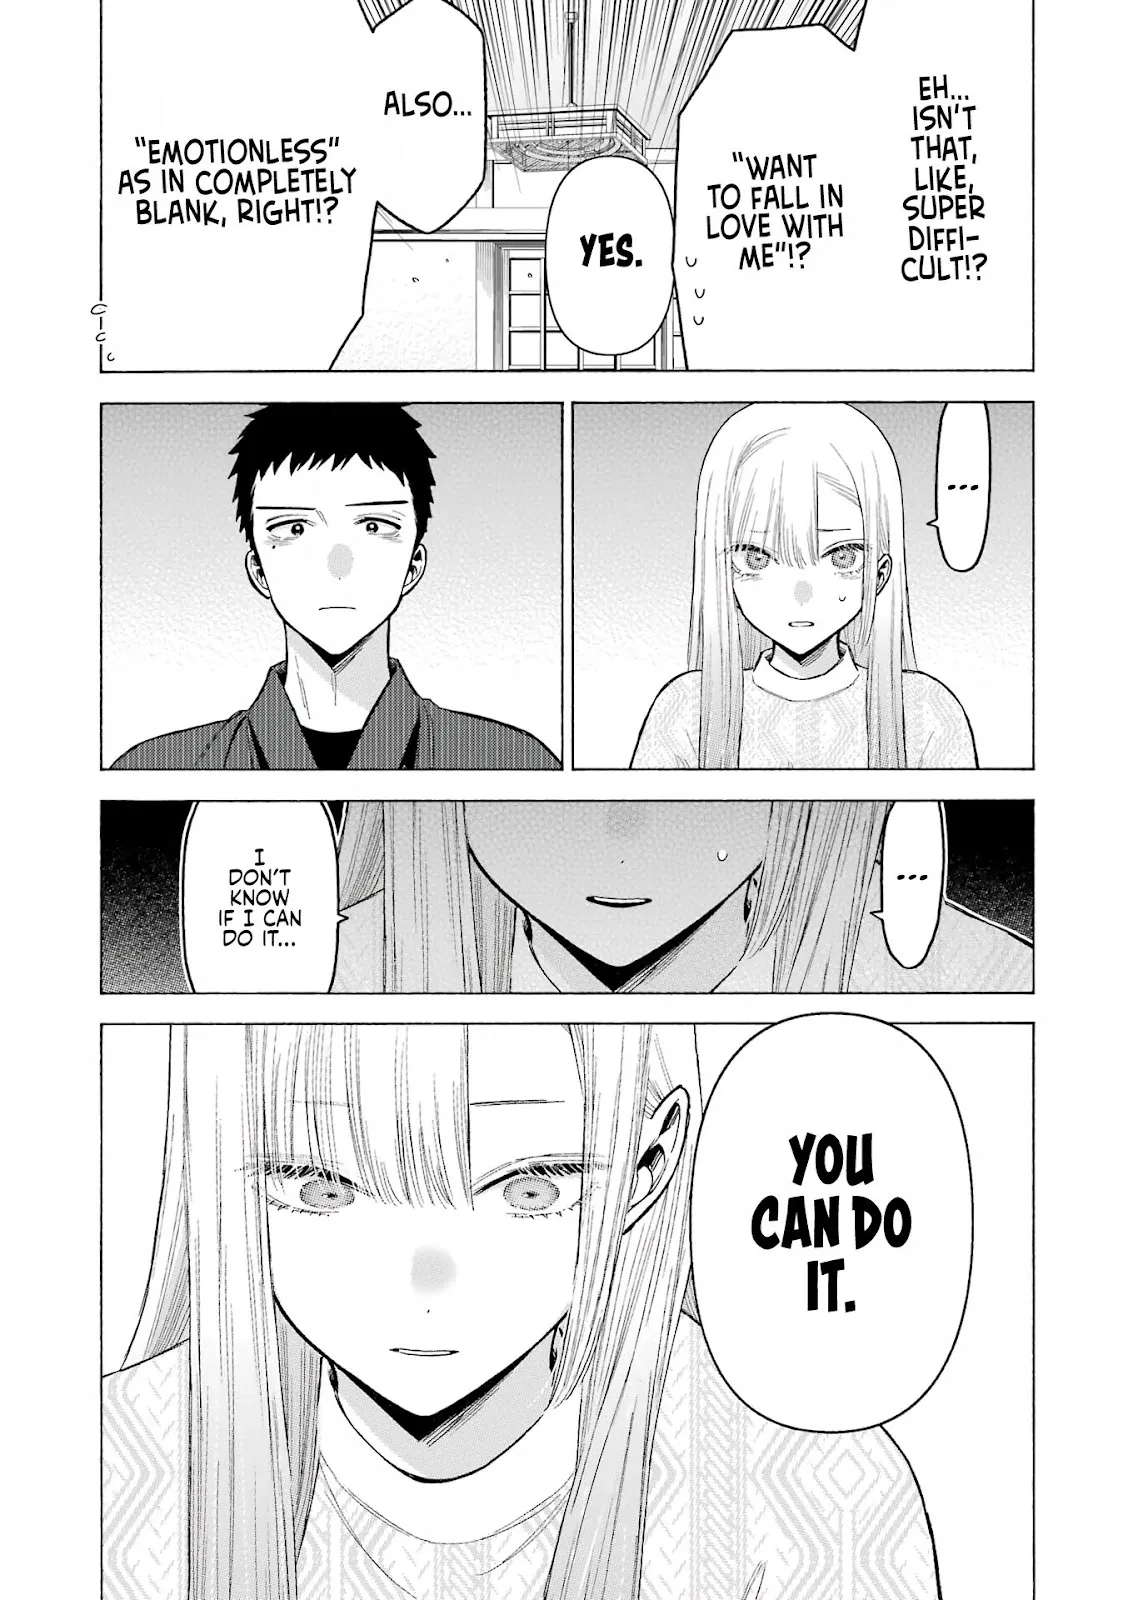 EH...
ISN'T
THAT,
LIKE,
SUPER
DIFFI-
CULT!?
"WANT
TO FALL IN
LOVE WITH
ME"!?
YES.
ALSO...
"EMOTIONLESS"
AS IN COMPLETELY
BLANK, RIGHT!?
...
...
I
DON'T
KNOW
IF I CAN
DO IT...
YOU
CAN DO
IT.